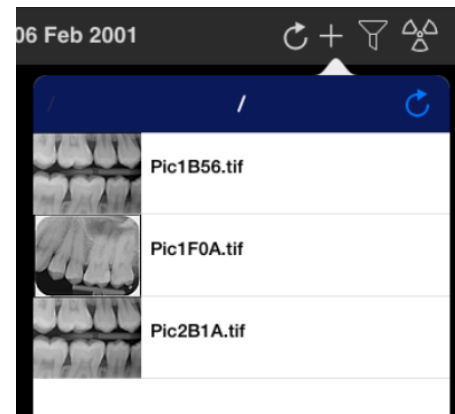 06 Feb 2001
/ /
Pic1B56.tif
Pic1F0A.tif
Pic2B1A.tif